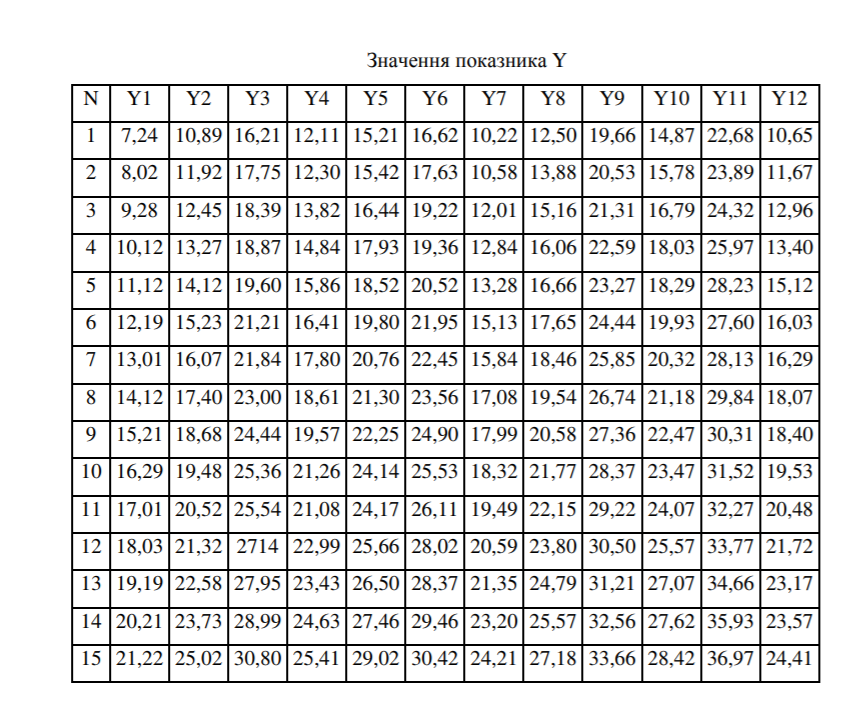 Значення показника Y
N Y1 Y2 Y3 Y4 Y5 Y6 Y7 Y8 Y9 Y10 Y11 Y12
1 7,24 10,89 16,21 12,11 15,21 16,62 10,22 12,50 19,66 14,87 22,68 10,65
2 8,02 11,92 17,75 12,30 15,42 17,63 10,58 13,88 20,53 15,78 23,89 11,67
3 9,28 12,45 18,39 13,82 16,44 19,22 12,01 15,16 21,31 16,79 24,32 12,96
4 10,12 13,27 18,87 14,84 17,93 19,36 12,84 16,06 22,59 18,03 25,97 13,40
5 11,12 14,12 19,60 15,86 18,52 20,52 13,28 16,66 23,27 18,29 28,23 15,12
6 12,19 15,23 21,21 16,41 19,80 21,95 15,13 17,65 24,44 19,93 27,60 16,03
7 13,01 16,07 21,84 17,80 20,76 22,45 15,84 18,46 25,85 20,32 28,13 16,29
8 14,12 17,40 23,00 18,61 21,30 23,56 17,08 19,54 26,74 21,18 29,84 18,07
9 15,21 18,68 24,44 19,57 22,25 24,90 17,99 20,58 27,36 22,47 30,31 18,40
10 16,29 19,48 25,36 21,26 24,14 25,53 18,32 21,77 28,37 23,47 31,52 19,53
11 17,01 20,52 25,54 21,08 24,17 26,11 19,49 22,15 29,22 24,07 32,27 20,48
12 18,03 21,32 2714 22,99 25,66 28,02 20,59 23,80 30,50 25,57 33,77 21,72
13 19,19 22,58 27,95 23,43 26,50 28,37 21,35 24,79 31,21 27,07 34,66 23,17
14 20,21 23,73 28,99 24,63 27,46 29,46 23,20 25,57 32,56 27,62 35,93 23,57
15 21,22 25,02 30,80 25,41 29,02 30,42 24,21 27,18 33,66 28,42 36,97 24,41